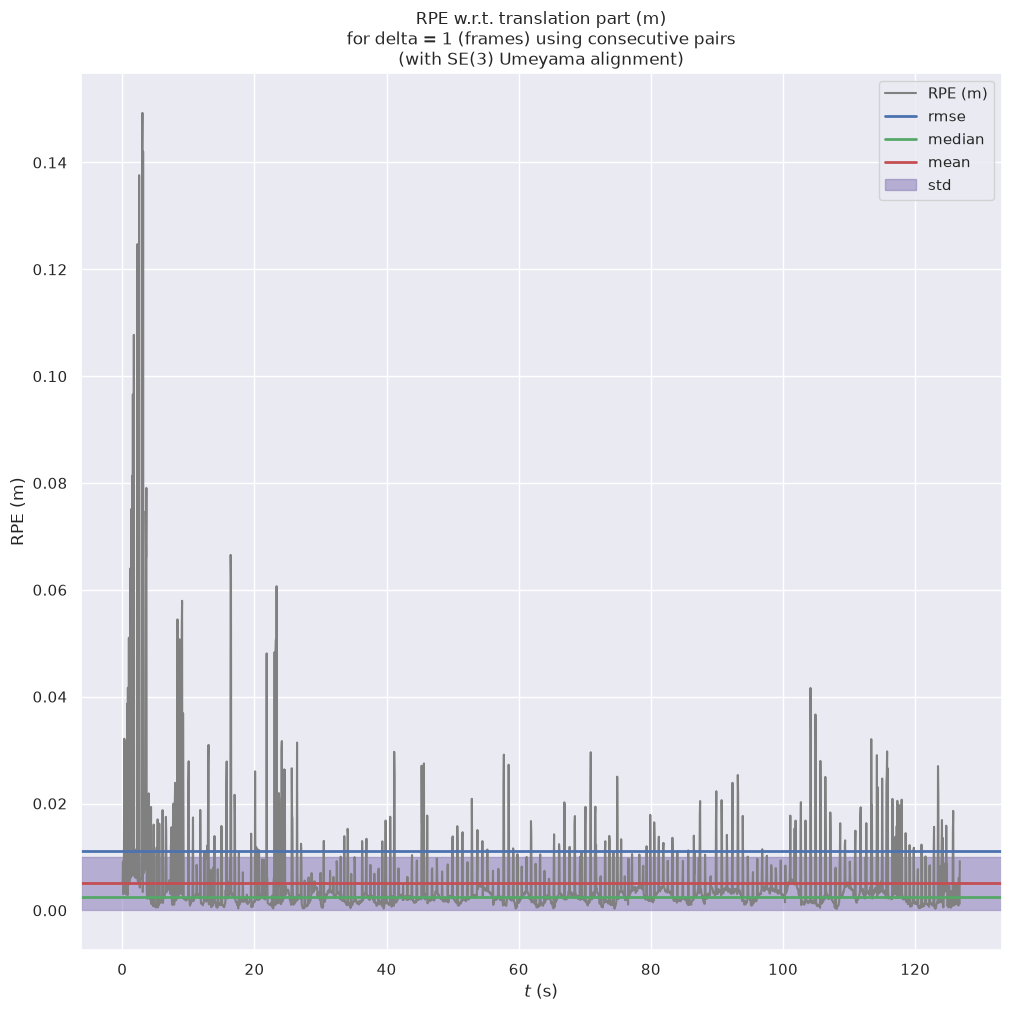 RPE w.r.t. translation part (m)
for delta = 1 (frames) using consecutive pairs
(with SE(3) Umeyama alignment)
RPE (m)
rmse
median
mean
std
0.14
0.12
0.10
0.08
0.06
0.04
0.02
0.00
RPE (m)
0 20 40 60 80 100 120
t (s)